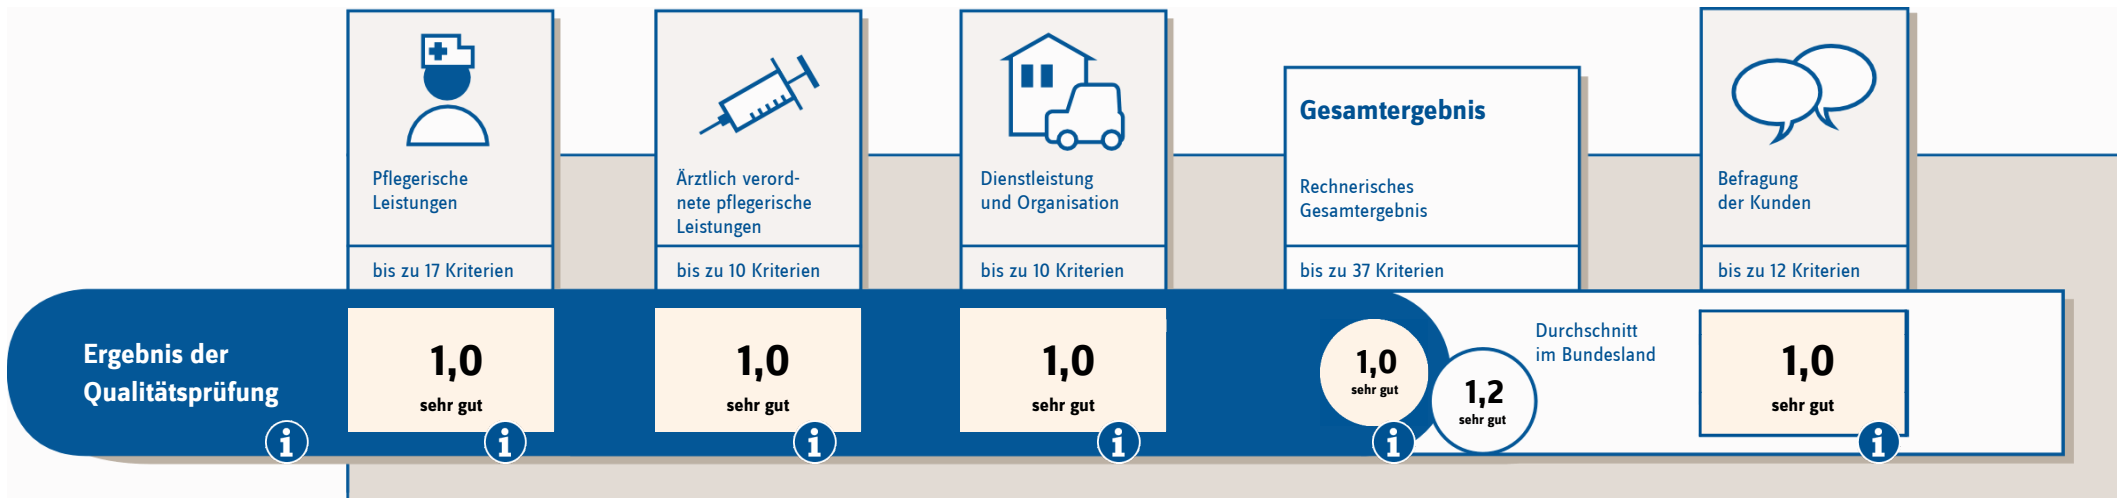 Pflegerische
Leistungen
bis zu 17 Kriterien
Ärztlich verord-
nete pflegerische
Leistungen
bis zu 10 Kriterien
Dienstleistung
und Organisation
bis zu 10 Kriterien
Gesamtergebnis
Rechnerisches
Gesamtergebnis
bis zu 37 Kriterien
Befragung
der Kunden
bis zu 12 Kriterien
Ergebnis der
Qualitätsprüfung
i
1,0
sehr gut
i
1,0
sehr gut
i
1,0
sehr gut
i
1,0
sehr gut
i
1,2
sehr gut
Durchschnitt
im Bundesland
1,0
sehr gut
i